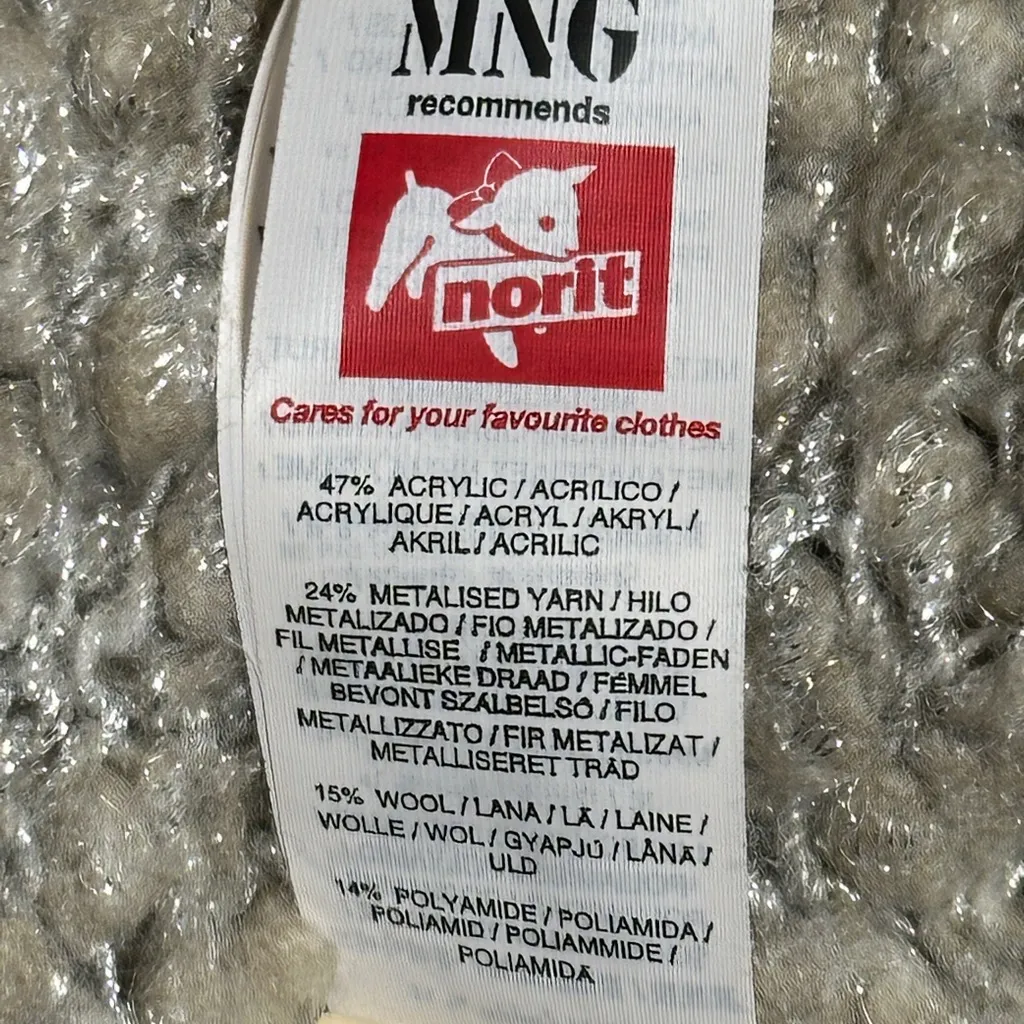 MNG
recommends
norit
Cares for your favourite clothes
47% ACRYLIC / ACRILICO /
ACRYLIQUE / ACRYL / AKRYL /
AKRIL / ACRILIC
24% METALISED YARN / HILO
METALIZADO / FIO METALIZADO /
FIL METALLISE / METALLIC-FADEN
/ METAALIEKE DRAAD / FÉMMEL
BEVONT SZÁLBELSŐ / FILO
METALLIZZATO / FIR METALIZAT /
METALLISERET TRÅD
15% WOOL / LANA / LÃ / LAINE /
WOLLE / WOL / GYAPJÚ / LÂNĂ /
ULD
14% POLYAMIDE / POLIAMIDA /
POLIAMID / POLIAMMIDE /
POLIAMIDĂ